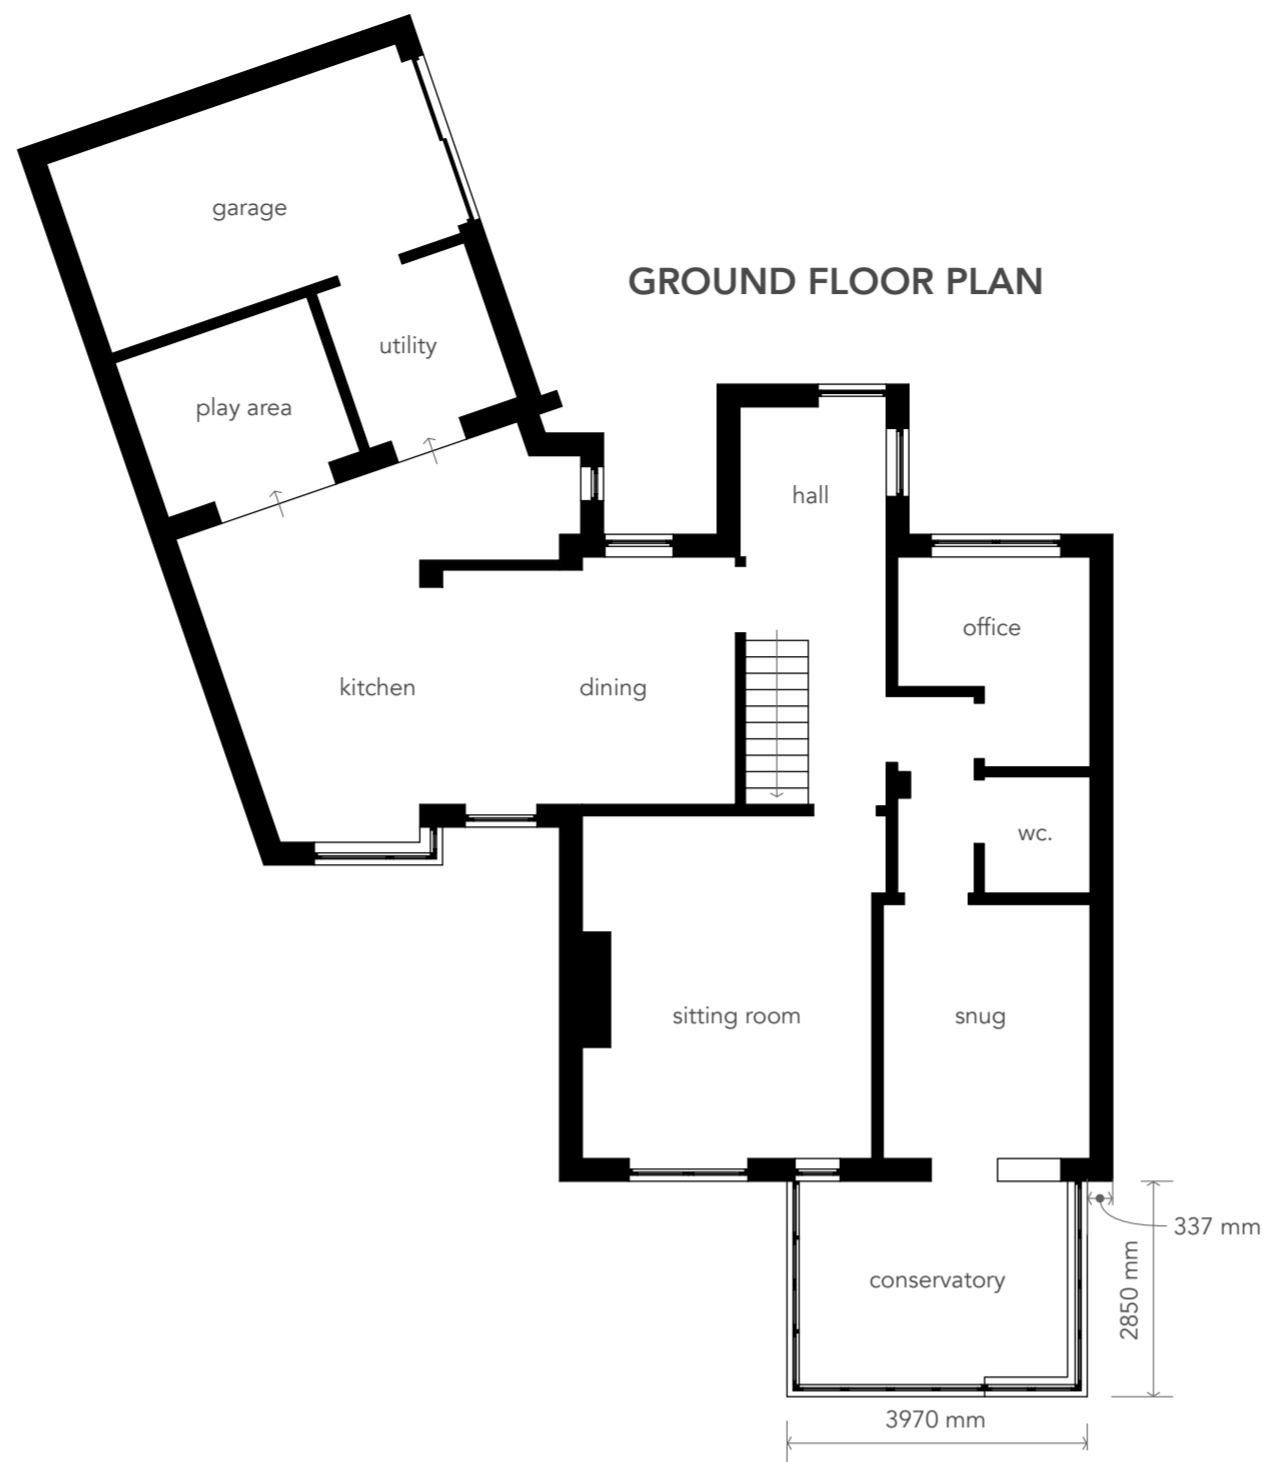 garage
GROUND FLOOR PLAN
utility
play area
hall
office
kitchen
dining
wc.
sitting room
snug
337 mm
conservatory
2850 mm
3970 mm